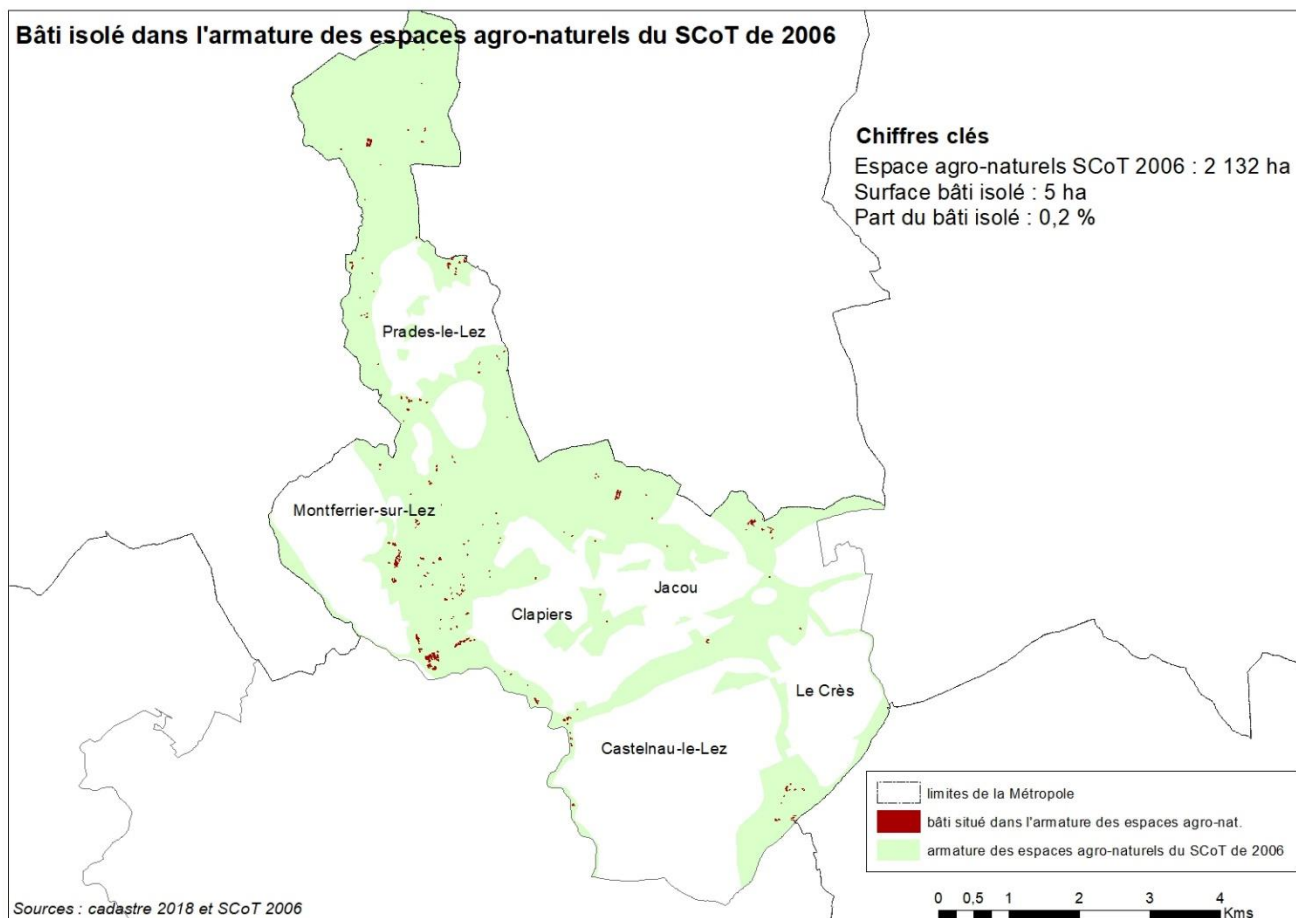 Bâti isolé dans l'armature des espaces agro-naturels du SCoT de 2006
Chiffres clés
Espace agro-naturels SCoT 2006 : 2 132 ha
Surface bâti isolé : 5 ha
Part du bâti isolé : 0,2 %
Prades-le-Lez
Montferrier-sur-Lez
Jacou
Clapiers
Le Crès
Castelnau-le-Lez
limites de la Métropole
bâti situé dans l'armature des espaces agro-nat.
armature des espaces agro-naturels du SCoT de 2006
Sources : cadastre 2018 et SCoT 2006
0 0,5 1 2 3 4
Kms